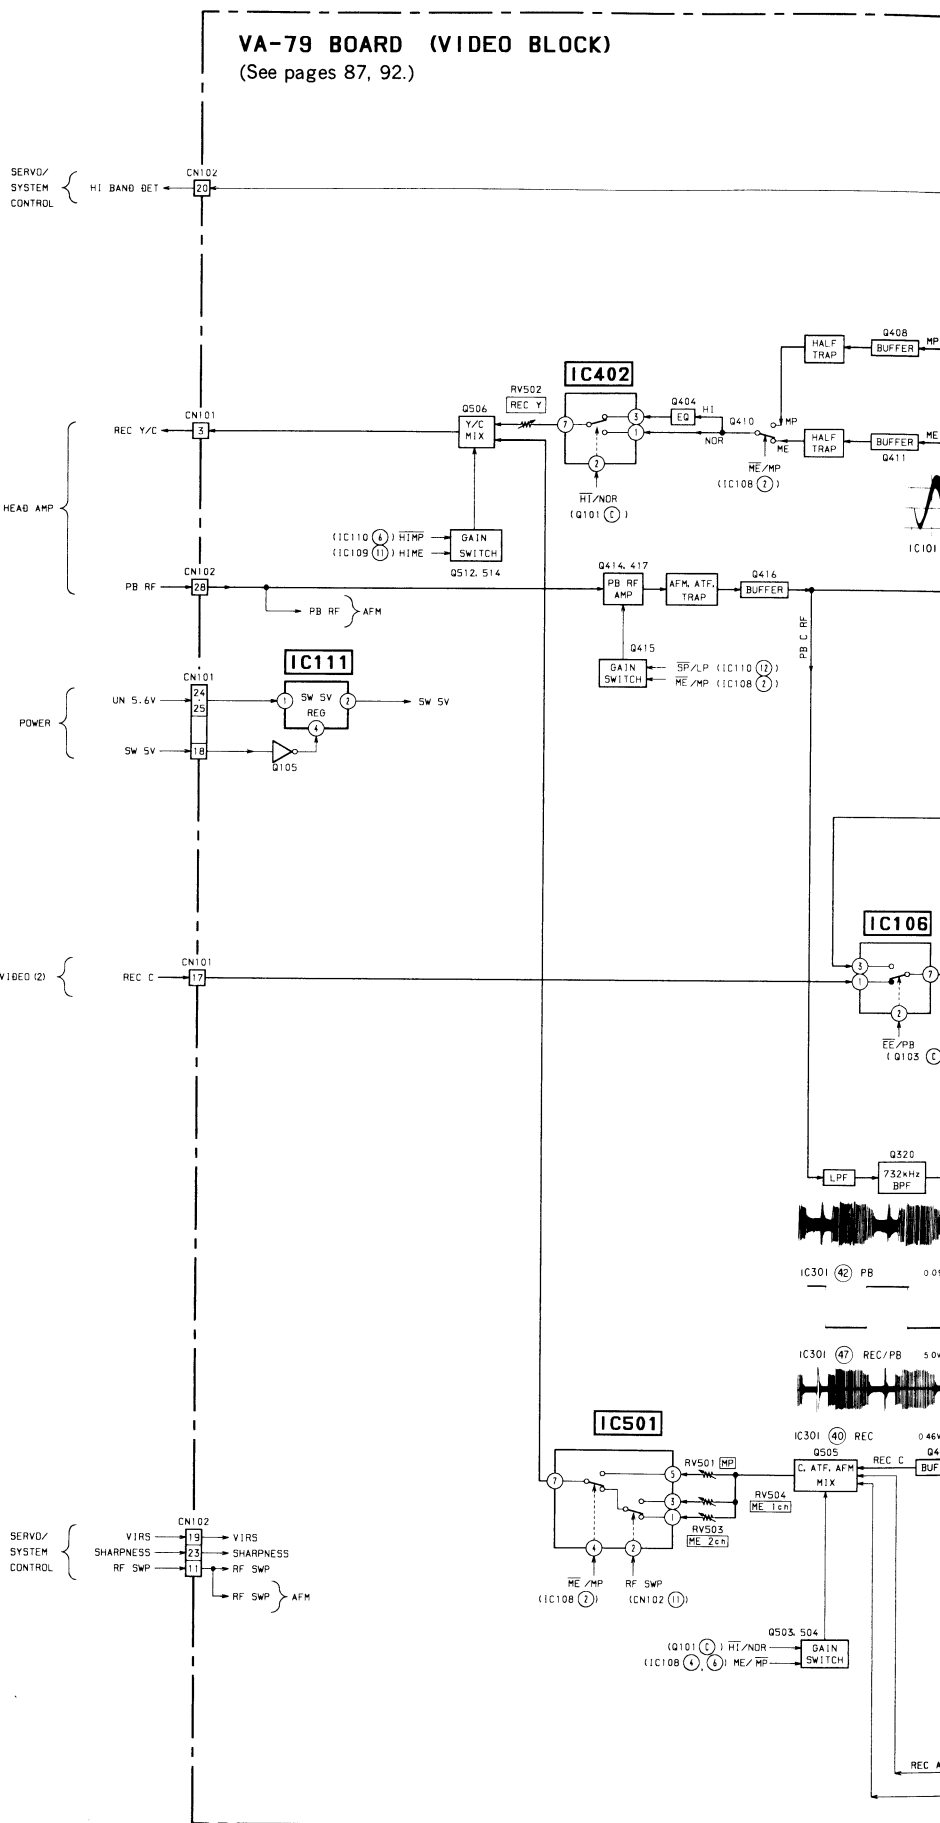 VA-79 BOARD (VIDEO BLOCK)
(See pages 87, 92.)
SERVO/
SYSTEM
CONTROL
HI BAND DET
CN102
20
HALF
TRAP
Q408
BUFFER
MP
IC402
RV502
REC Y
Q506
Y/C
MIX
7
3
1
2
Q404
EQ
HI
NOR
Q410
MP
ME
HALF
TRAP
BUFFER
Q411
ME
CN101
REC Y/C
3
ME/MP
(IC108 2)
HI/NOR
(Q101 C)
HEAD AMP
(IC110 6) HIMP
(IC109 11) HIME
GAIN
SWITCH
Q512. 514
IC101
CN102
PB RF
28
PB RF
AFM
Q414. 417
PB RF
AMP
AFM. ATF.
TRAP
Q416
BUFFER
PB C RF
Q415
GAIN
SWITCH
SP/LP (IC110 12)
ME/MP (IC108 2)
IC111
CN101
UN 5.6V
24
25
1
SW 5V
REG
2
4
SW 5V
POWER
SW 5V
18
Q105
IC106
CN101
VIDEO (2)
REC C
17
3
1
7
2
EE/PB
(Q103 C
Q320
LPF
732kHz
BPF
IC301 42 PB
IC301 47 REC/PB
IC301 40 REC
IC501
7
5
3
1
4
2
RV501 MP
RV504
ME 1ch
RV503
ME 2ch
Q505
C. ATF. AFM
MIX
REC C
CN102
SERVO/
SYSTEM
CONTROL
VIRS
19
VIRS
SHARPNESS
23
SHARPNESS
RF SWP
11
RF SWP
RF SWP
AFM
ME/MP
(IC108 2)
RF SWP
(CN102 11)
Q503. 504
(Q101 C) HI/NOR
(IC108 4, 6) ME/MP
GAIN
SWITCH
REC